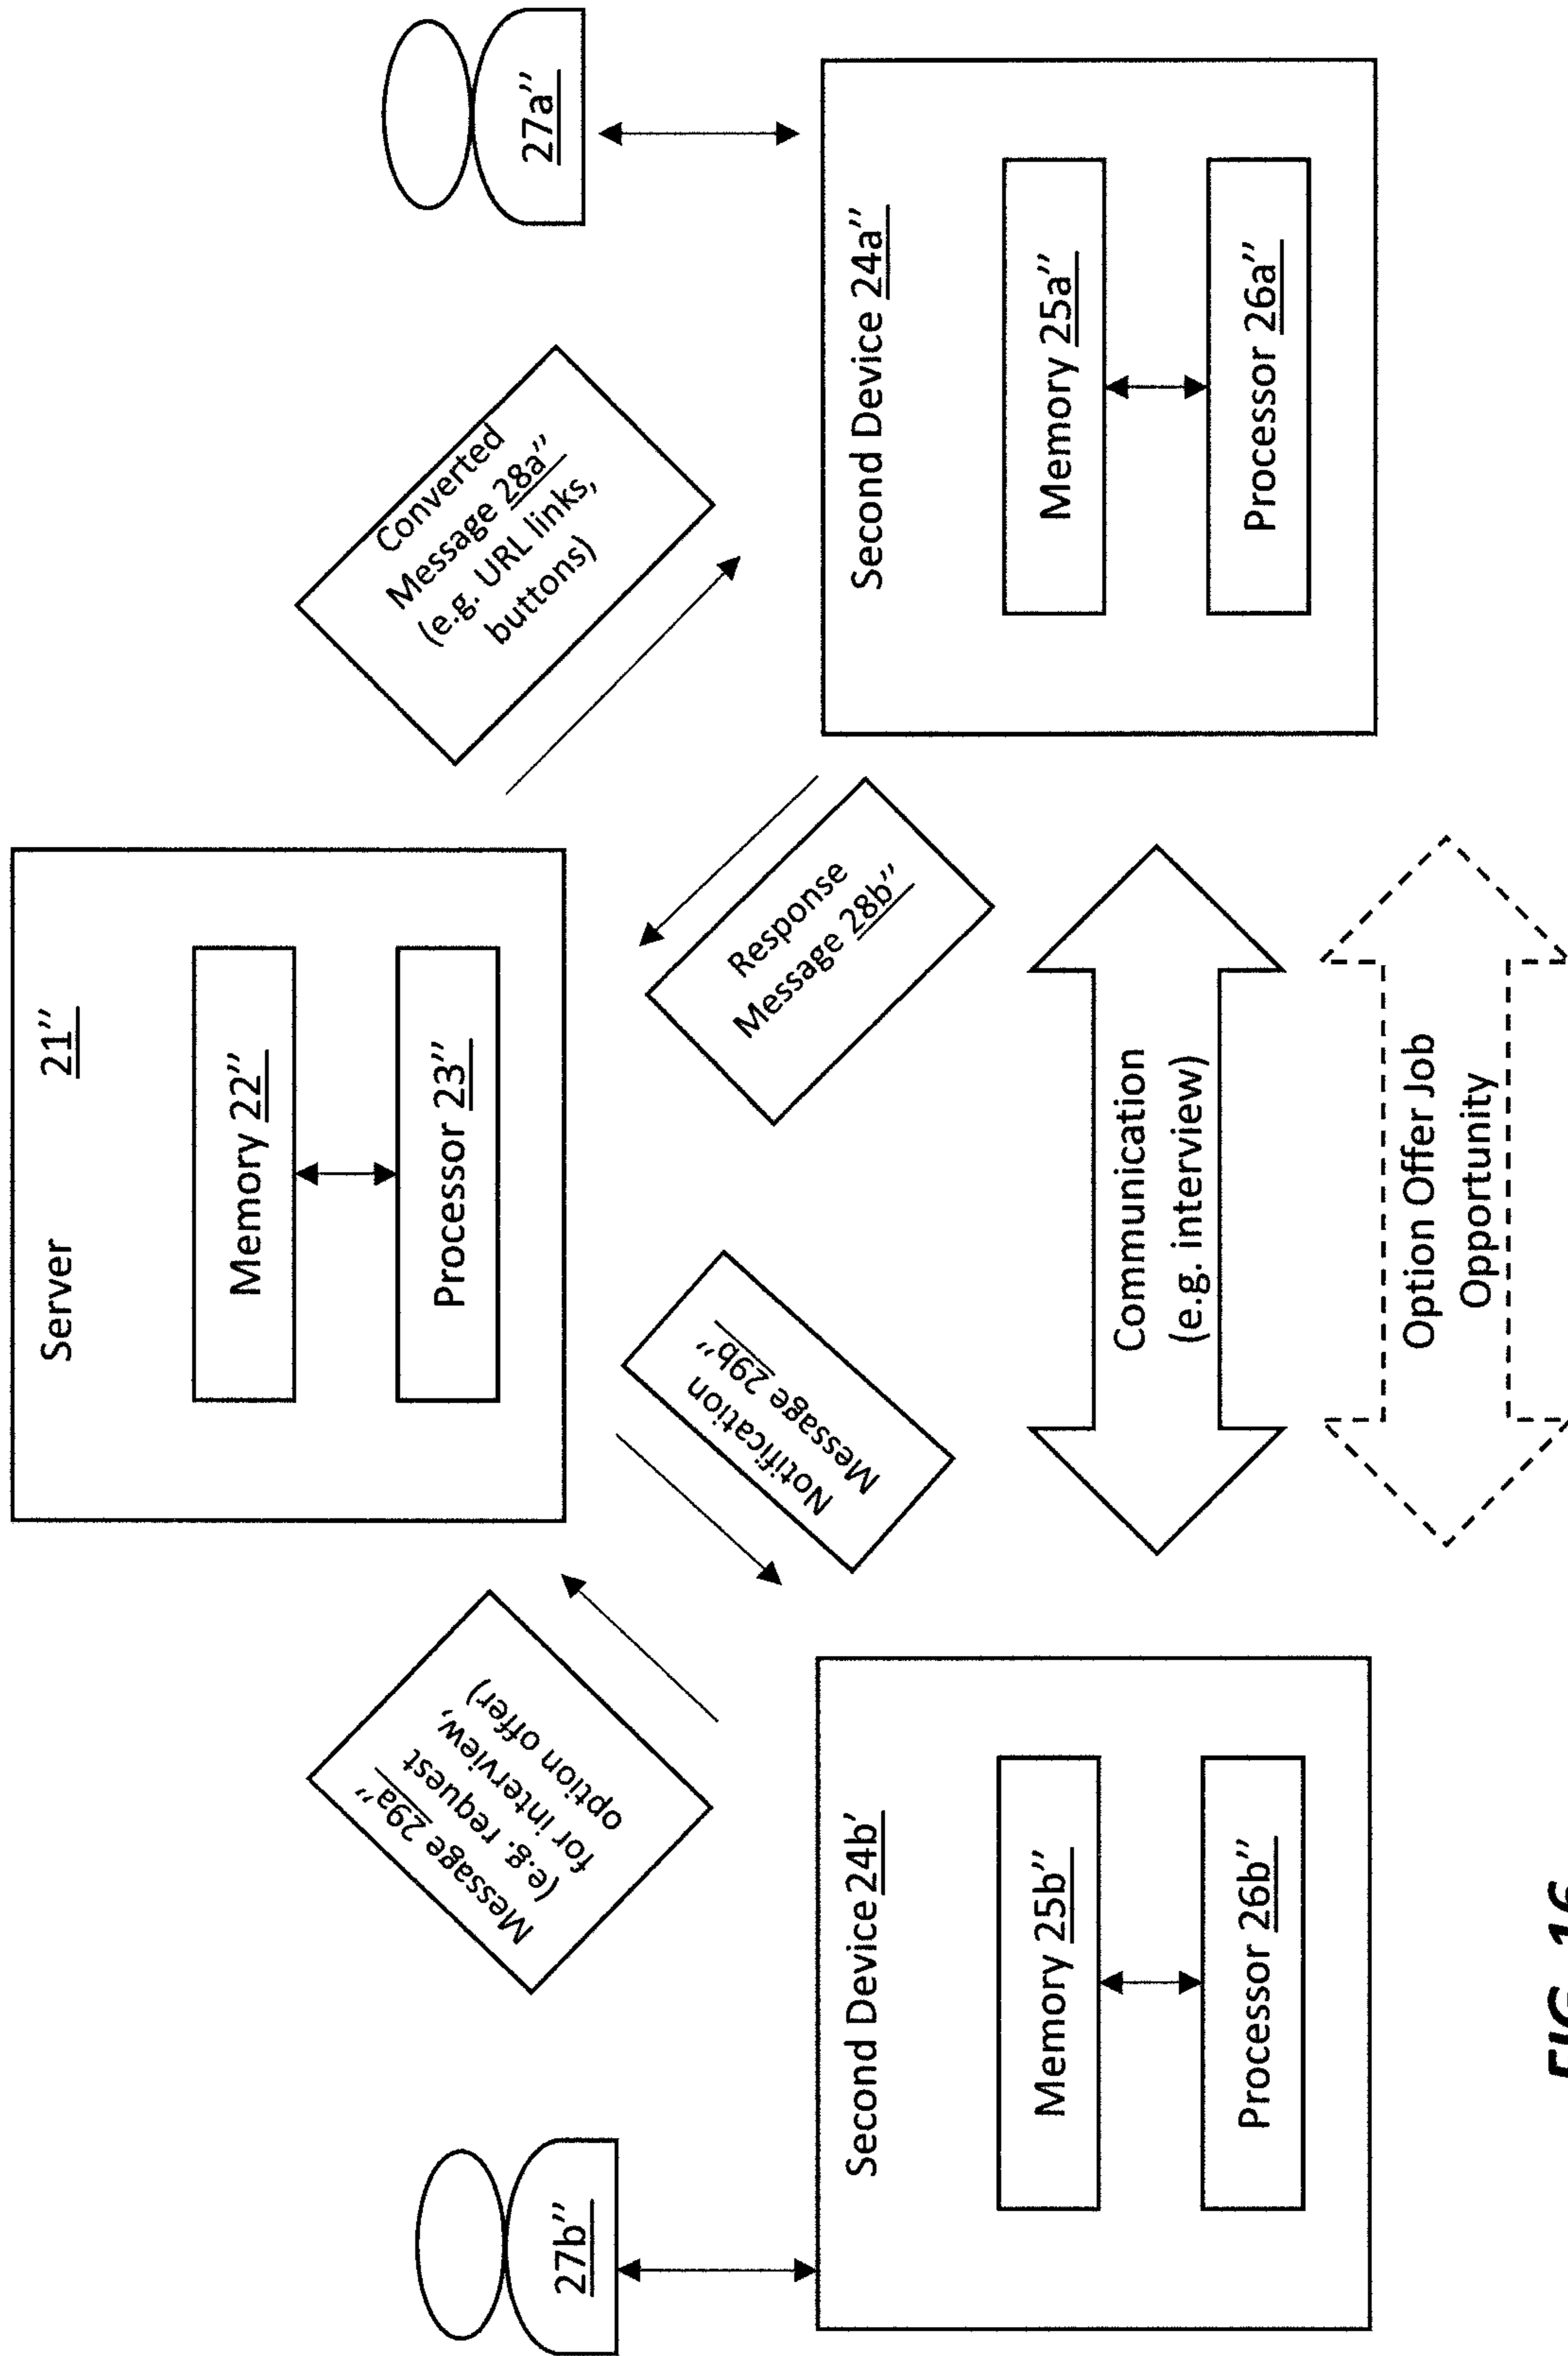 Server 21’’
Memory 22’’
Processor 23’’
27b’’
27a’’
Message 29a’’
(e.g. request
for interview,
option offer)
Converted
Message 28a’’
(e.g. URL links,
buttons)
Notification
Message 29b’’
Response
Message 28b’’
Second Device 24b’
Memory 25b’’
Processor 26b’’
Second Device 24a’’
Memory 25a’’
Processor 26a’’
Communication
(e.g. interview)
Option Offer Job
Opportunity
FIG. 16